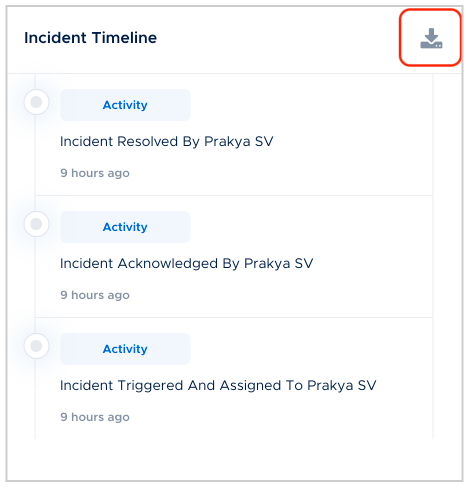 Incident Timeline
Activity
Incident Resolved By Prakya SV
9 hours ago
Activity
Incident Acknowledged By Prakya SV
9 hours ago
Activity
Incident Triggered And Assigned To Prakya SV
9 hours ago